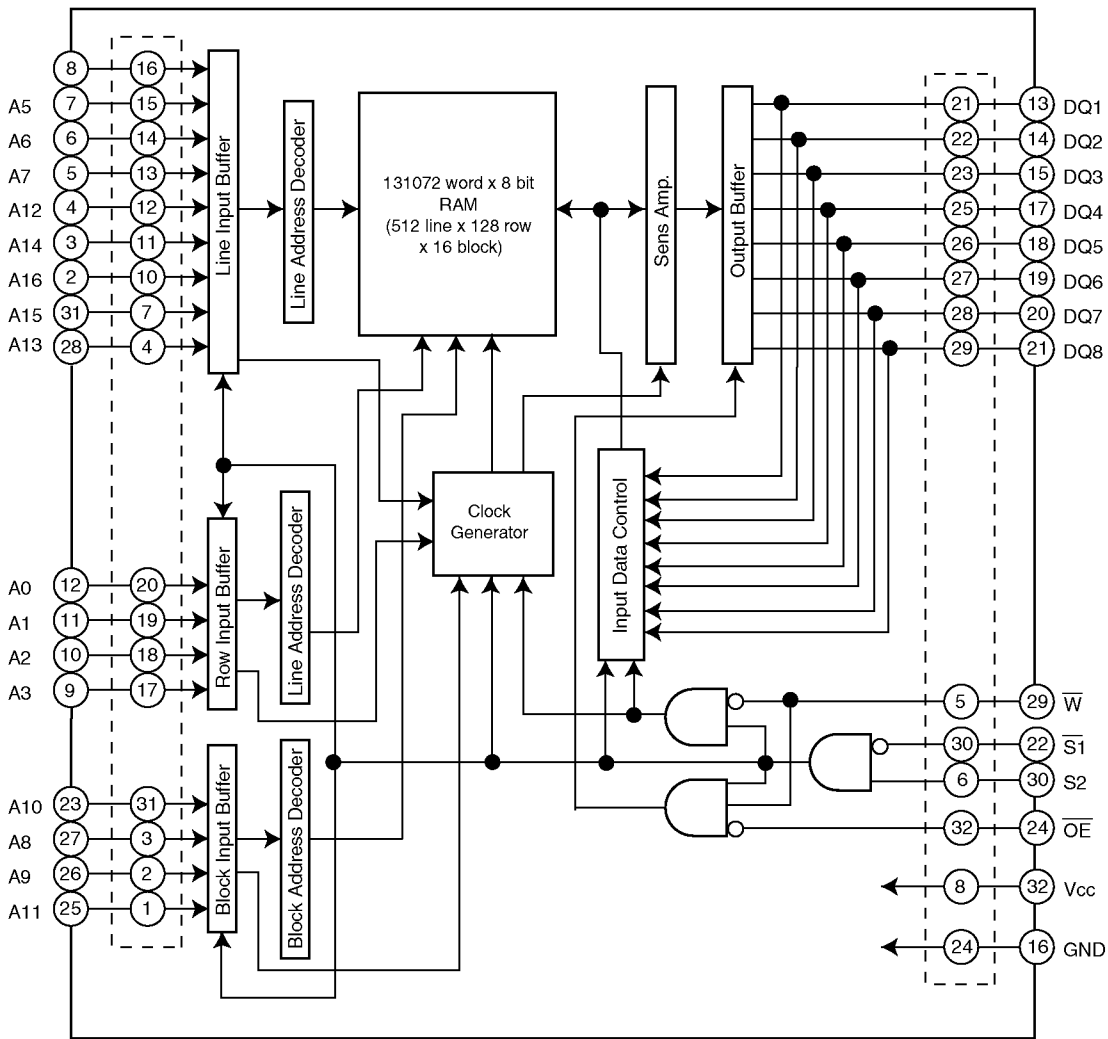 8 16
A5 7 15
A6 6 14
A7 5 13
A12 4 12
A14 3 11
A16 2 10
A15 31 7
A13 28 4
Line Input Buffer
Line Address Decoder
131072 word x 8 bit
RAM
(512 line x 128 row
x 16 block)
Sens Amp.
Output Buffer
21 13 DQ1
22 14 DQ2
23 15 DQ3
25 17 DQ4
26 18 DQ5
27 19 DQ6
28 20 DQ7
29 21 DQ8
Clock
Generator
Input Data Control
A0 12 20
A1 11 19
A2 10 18
A3 9 17
Row Input Buffer
Line Address Decoder
A10 23 31
A8 27 3
A9 26 2
A11 25 1
Block Input Buffer
Block Address Decoder
5 29 W̅
30 22 S̅1̅
6 30 S2
32 24 O̅E̅
8 32 Vcc
24 16 GND